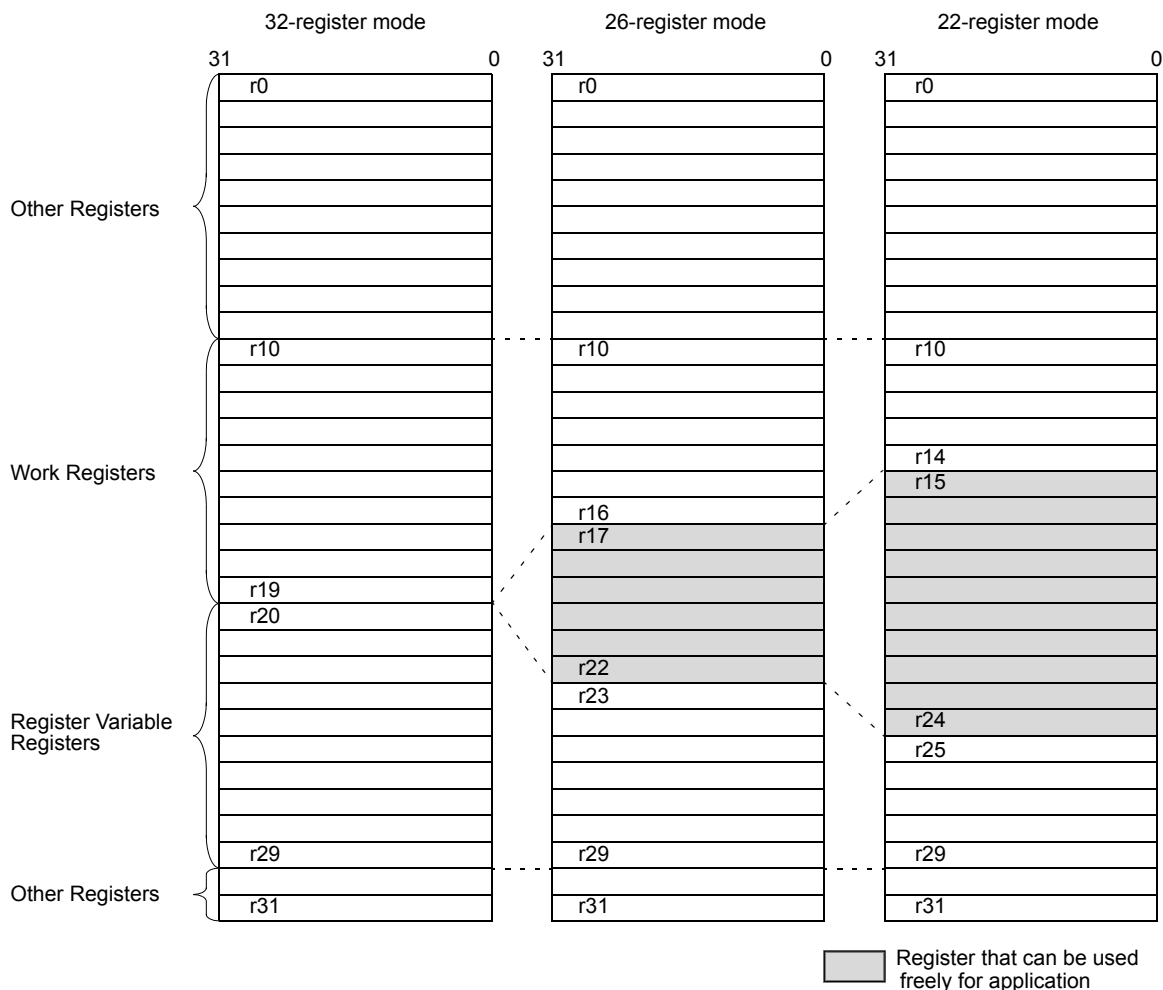 32-register mode 26-register mode 22-register mode
31 0 31 0 31 0
r0 r0 r0
Other Registers
r10 r10 r10
r14
Work Registers
r15
r16
r17
r19
r20
r22
r23
Register Variable
Registers
r24
r25
r29 r29 r29
Other Registers
r31 r31 r31
Register that can be used
freely for application